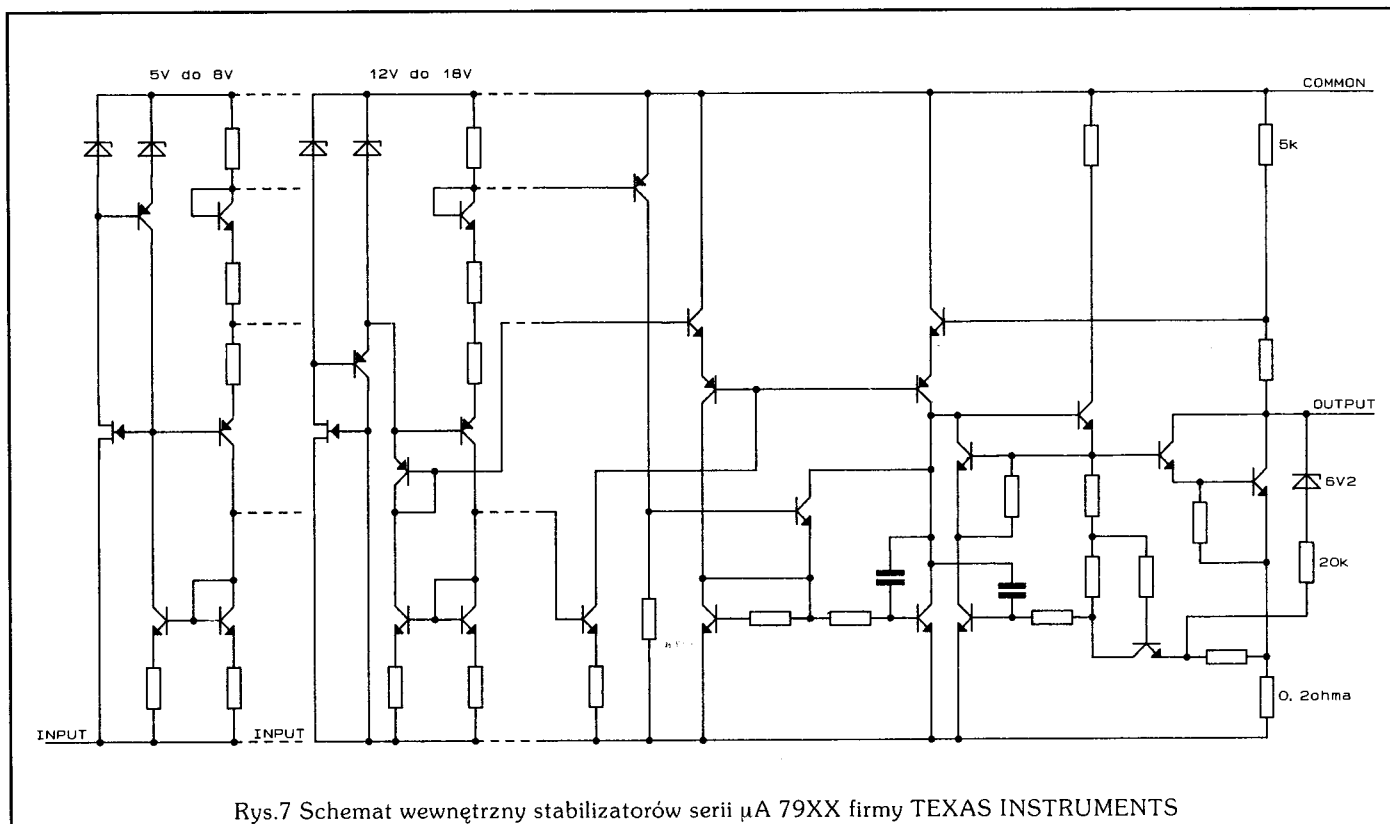 5V do 8V
12V do 18V
COMMON
5k
OUTPUT
6V2
20k
0.2ohma
INPUT
INPUT
Rys.7 Schemat wewnętrzny stabilizatorów serii µA 79XX firmy TEXAS INSTRUMENTS